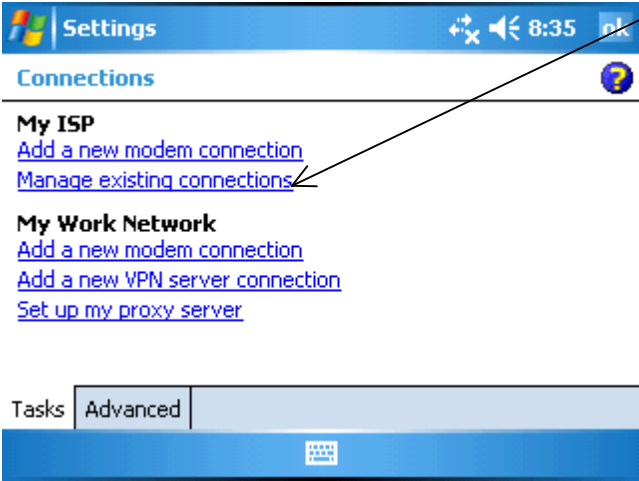 Settings 8:35 ok
Connections
My ISP
Add a new modem connection
Manage existing connections
My Work Network
Add a new modem connection
Add a new VPN server connection
Set up my proxy server
Tasks Advanced